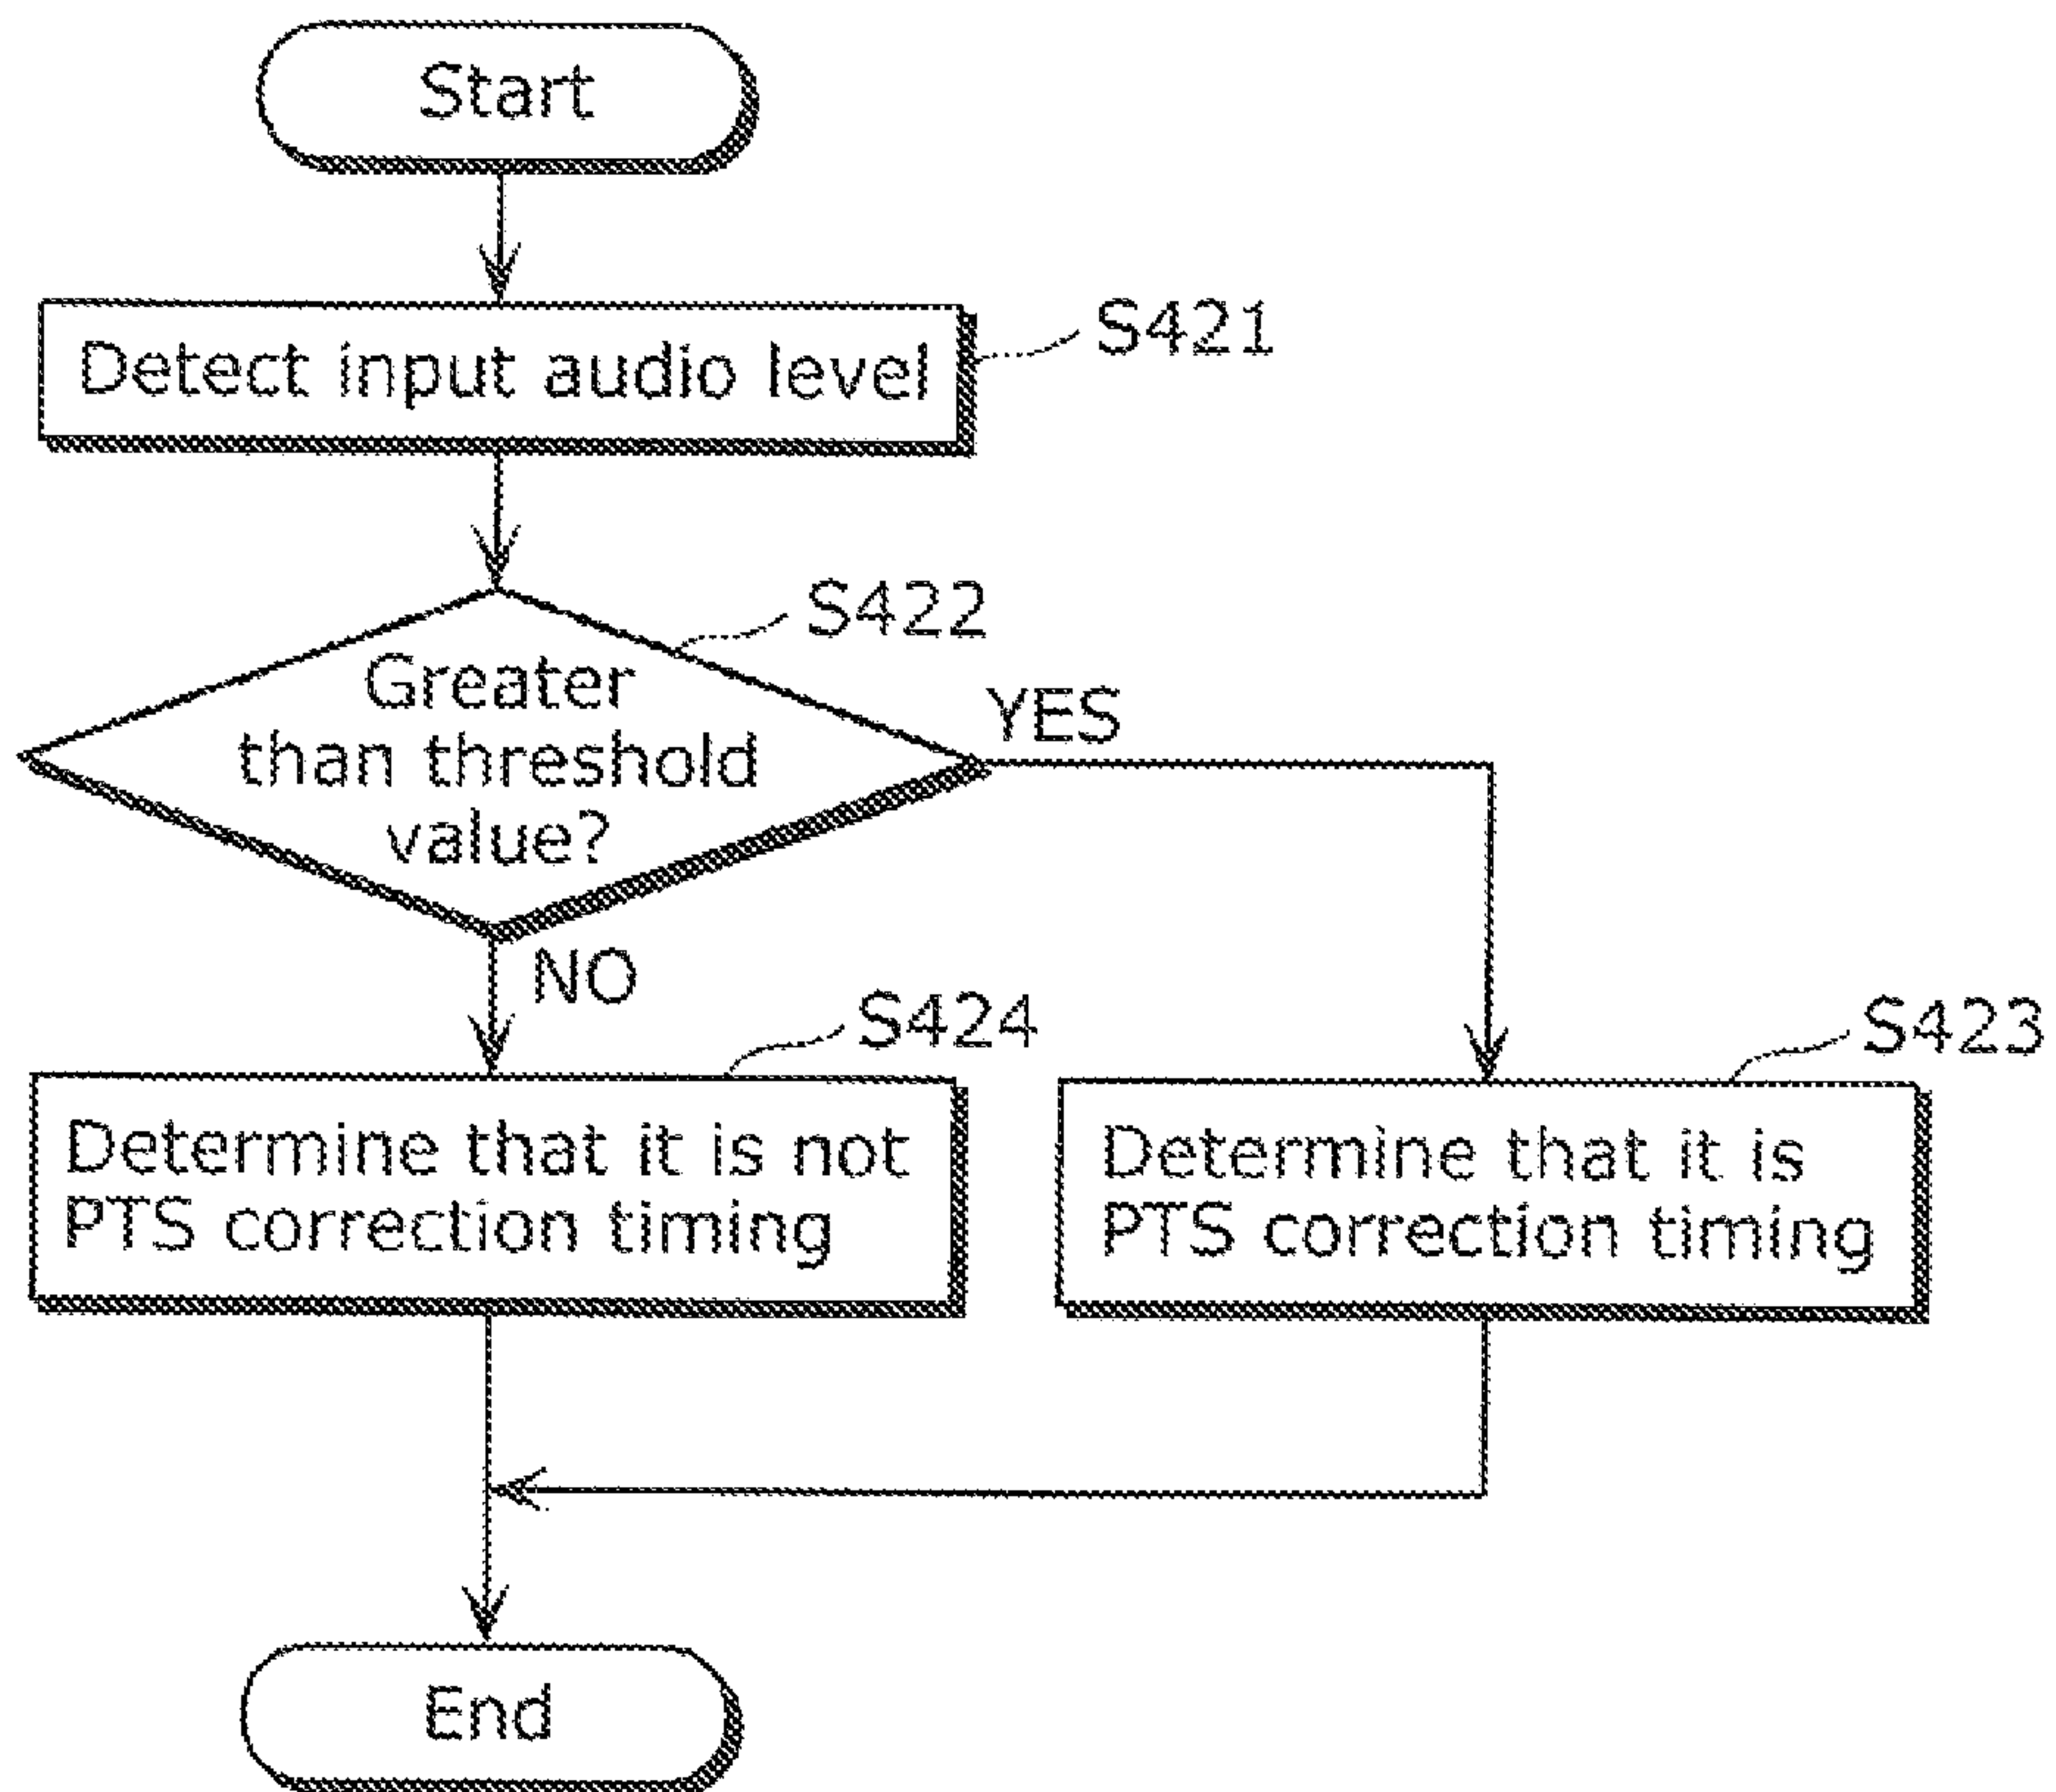 Start
Detect input audio level
S421
S422
Greater
than threshold
value?
YES
NO
S424
S423
Determine that it is not
PTS correction timing
Determine that it is
PTS correction timing
End